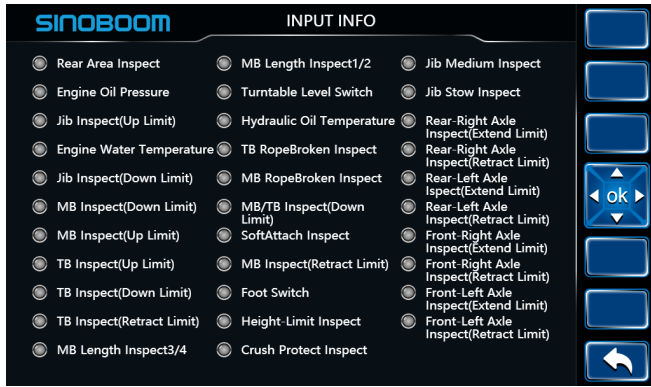 SINOBOOM
INPUT INFO
Rear Area Inspect
Engine Oil Pressure
Jib Inspect(Up Limit)
Engine Water Temperature
Jib Inspect(Down Limit)
MB Inspect(Down Limit)
MB Inspect(Up Limit)
TB Inspect(Up Limit)
TB Inspect(Down Limit)
TB Inspect(Retract Limit)
MB Length Inspect3/4
MB Length Inspect1/2
Turntable Level Switch
Hydraulic Oil Temperature
TB RopeBroken Inspect
MB RopeBroken Inspect
MB/TB Inspect(Down
Limit)
SoftAttach Inspect
MB Inspect(Retract Limit)
Foot Switch
Height-Limit Inspect
Crush Protect Inspect
Jib Medium Inspect
Jib Stow Inspect
Rear-Right Axle
Inspect(Extend Limit)
Rear-Right Axle
Inspect(Retract Limit)
Rear-Left Axle
Ispect(Extend Limit)
Rear-Left Axle
Inspect(Retract Limit)
Front-Right Axle
Inspect(Extend Limit)
Front-Right Axle
Inspect(Retract Limit)
Front-Left Axle
Inspect(Extend Limit)
Front-Left Axle
Inspect(Retract Limit)
ok